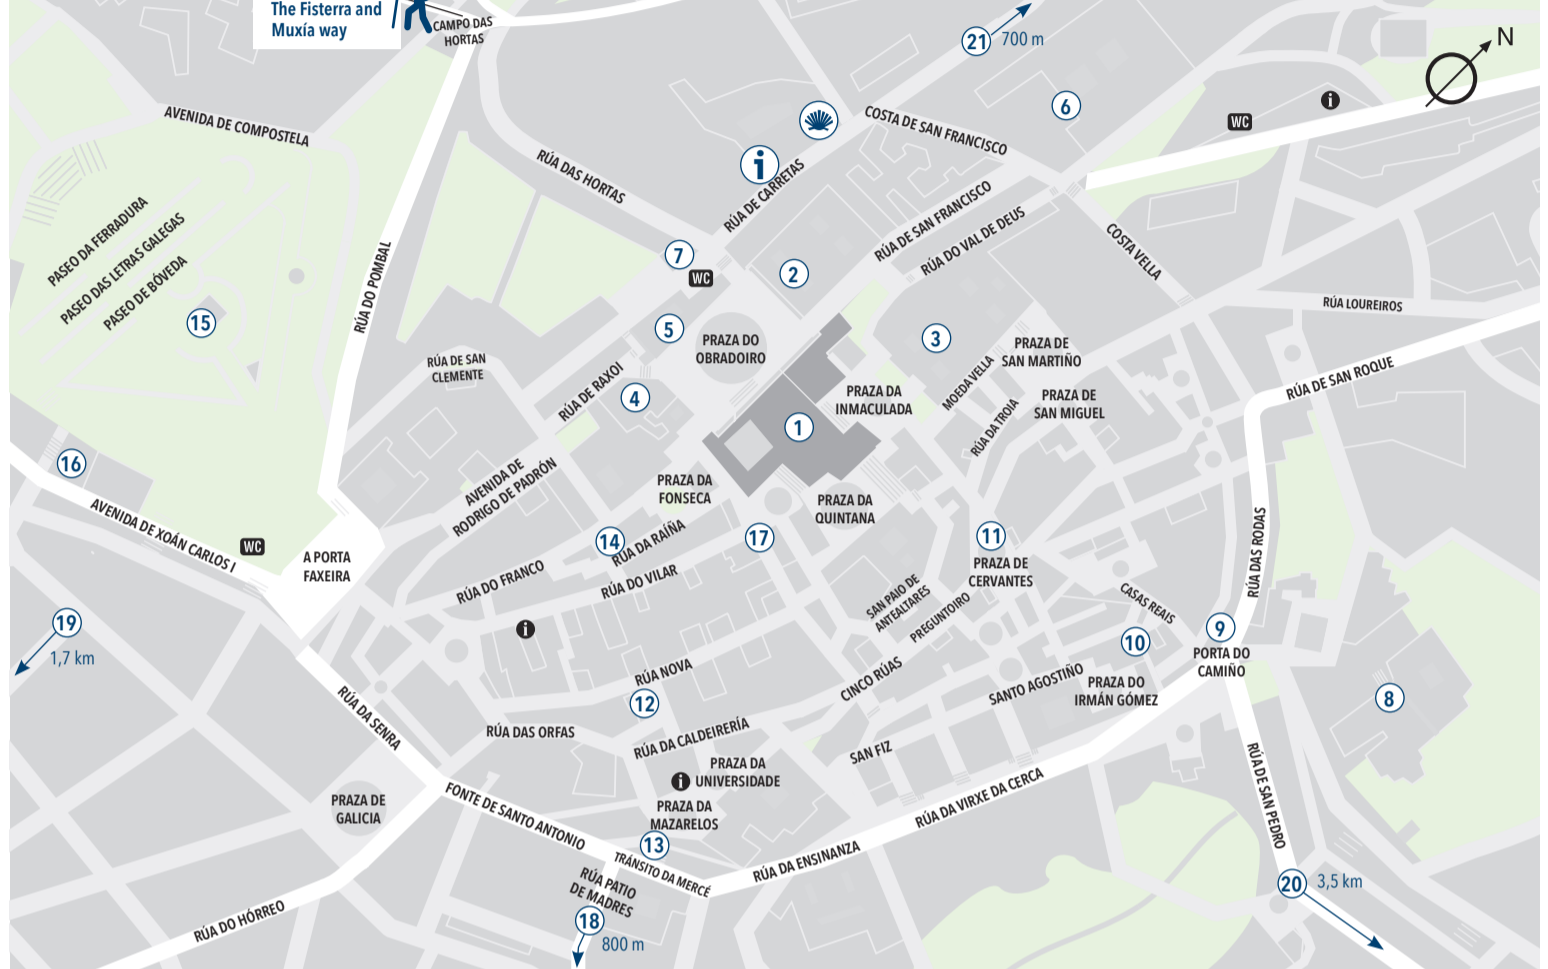 The Fisterra and
Muxía way
CAMPO DAS
HORTAS
21
700 m
N
6
WC
i
AVENIDA DE COMPOSTELA
COSTA DE SAN FRANCISCO
i
RÚA DAS HORTAS
RÚA DE CARRETAS
RÚA DE SAN FRANCISCO
RÚA DO VAL DE DEUS
COSTA VELLA
PASEO DA FERRADURA
PASEO DAS LETRAS GALEGAS
PASEO DE BÓVEDA
15
RÚA DO POMBAL
7
WC
2
RÚA LOUREIROS
5
PRAZA DO
OBRADOIRO
3
PRAZA DE
SAN MARTIÑO
RÚA DE SAN
CLEMENTE
RÚA DE RAXOI
4
1
PRAZA DA
INMACULADA
MOEDA VELLA
RÚA DA TROIA
PRAZA DE
SAN MIGUEL
RÚA DE SAN ROQUE
16
AVENIDA DE XOÁN CARLOS I
WC
A PORTA
FAXEIRA
AVENIDA DE
RODRIGO DE PADRÓN
PRAZA DA
FONSECA
PRAZA DA
QUINTANA
14
RÚA DA RAÍÑA
17
11
PRAZA DE
CERVANTES
RÚA DAS RODAS
RÚA DO FRANCO
RÚA DO VILAR
SAN PAIO DE
ANTEALTARES
PREGUNTOIRO
CASAS REAIS
19
1,7 km
i
10
9
PORTA DO
CAMIÑO
RÚA NOVA
12
CINCO RÚAS
SANTO AGOSTIÑO
PRAZA DO
IRMÁN GÓMEZ
8
RÚA DA SENRA
RÚA DAS ORFAS
RÚA DA CALDEIRERÍA
SAN FIZ
i
PRAZA DA
UNIVERSIDADE
RÚA DE SAN PEDRO
PRAZA DE
GALICIA
FONTE DE SANTO ANTONIO
PRAZA DA
MAZARELOS
13
RÚA DA VIRXE DA CERCA
TRÁNSITO DA MERCÉ
RÚA DA ENSINANZA
RÚA PATIO
DE MADRES
20
3,5 km
RÚA DO HÓRREO
18
800 m